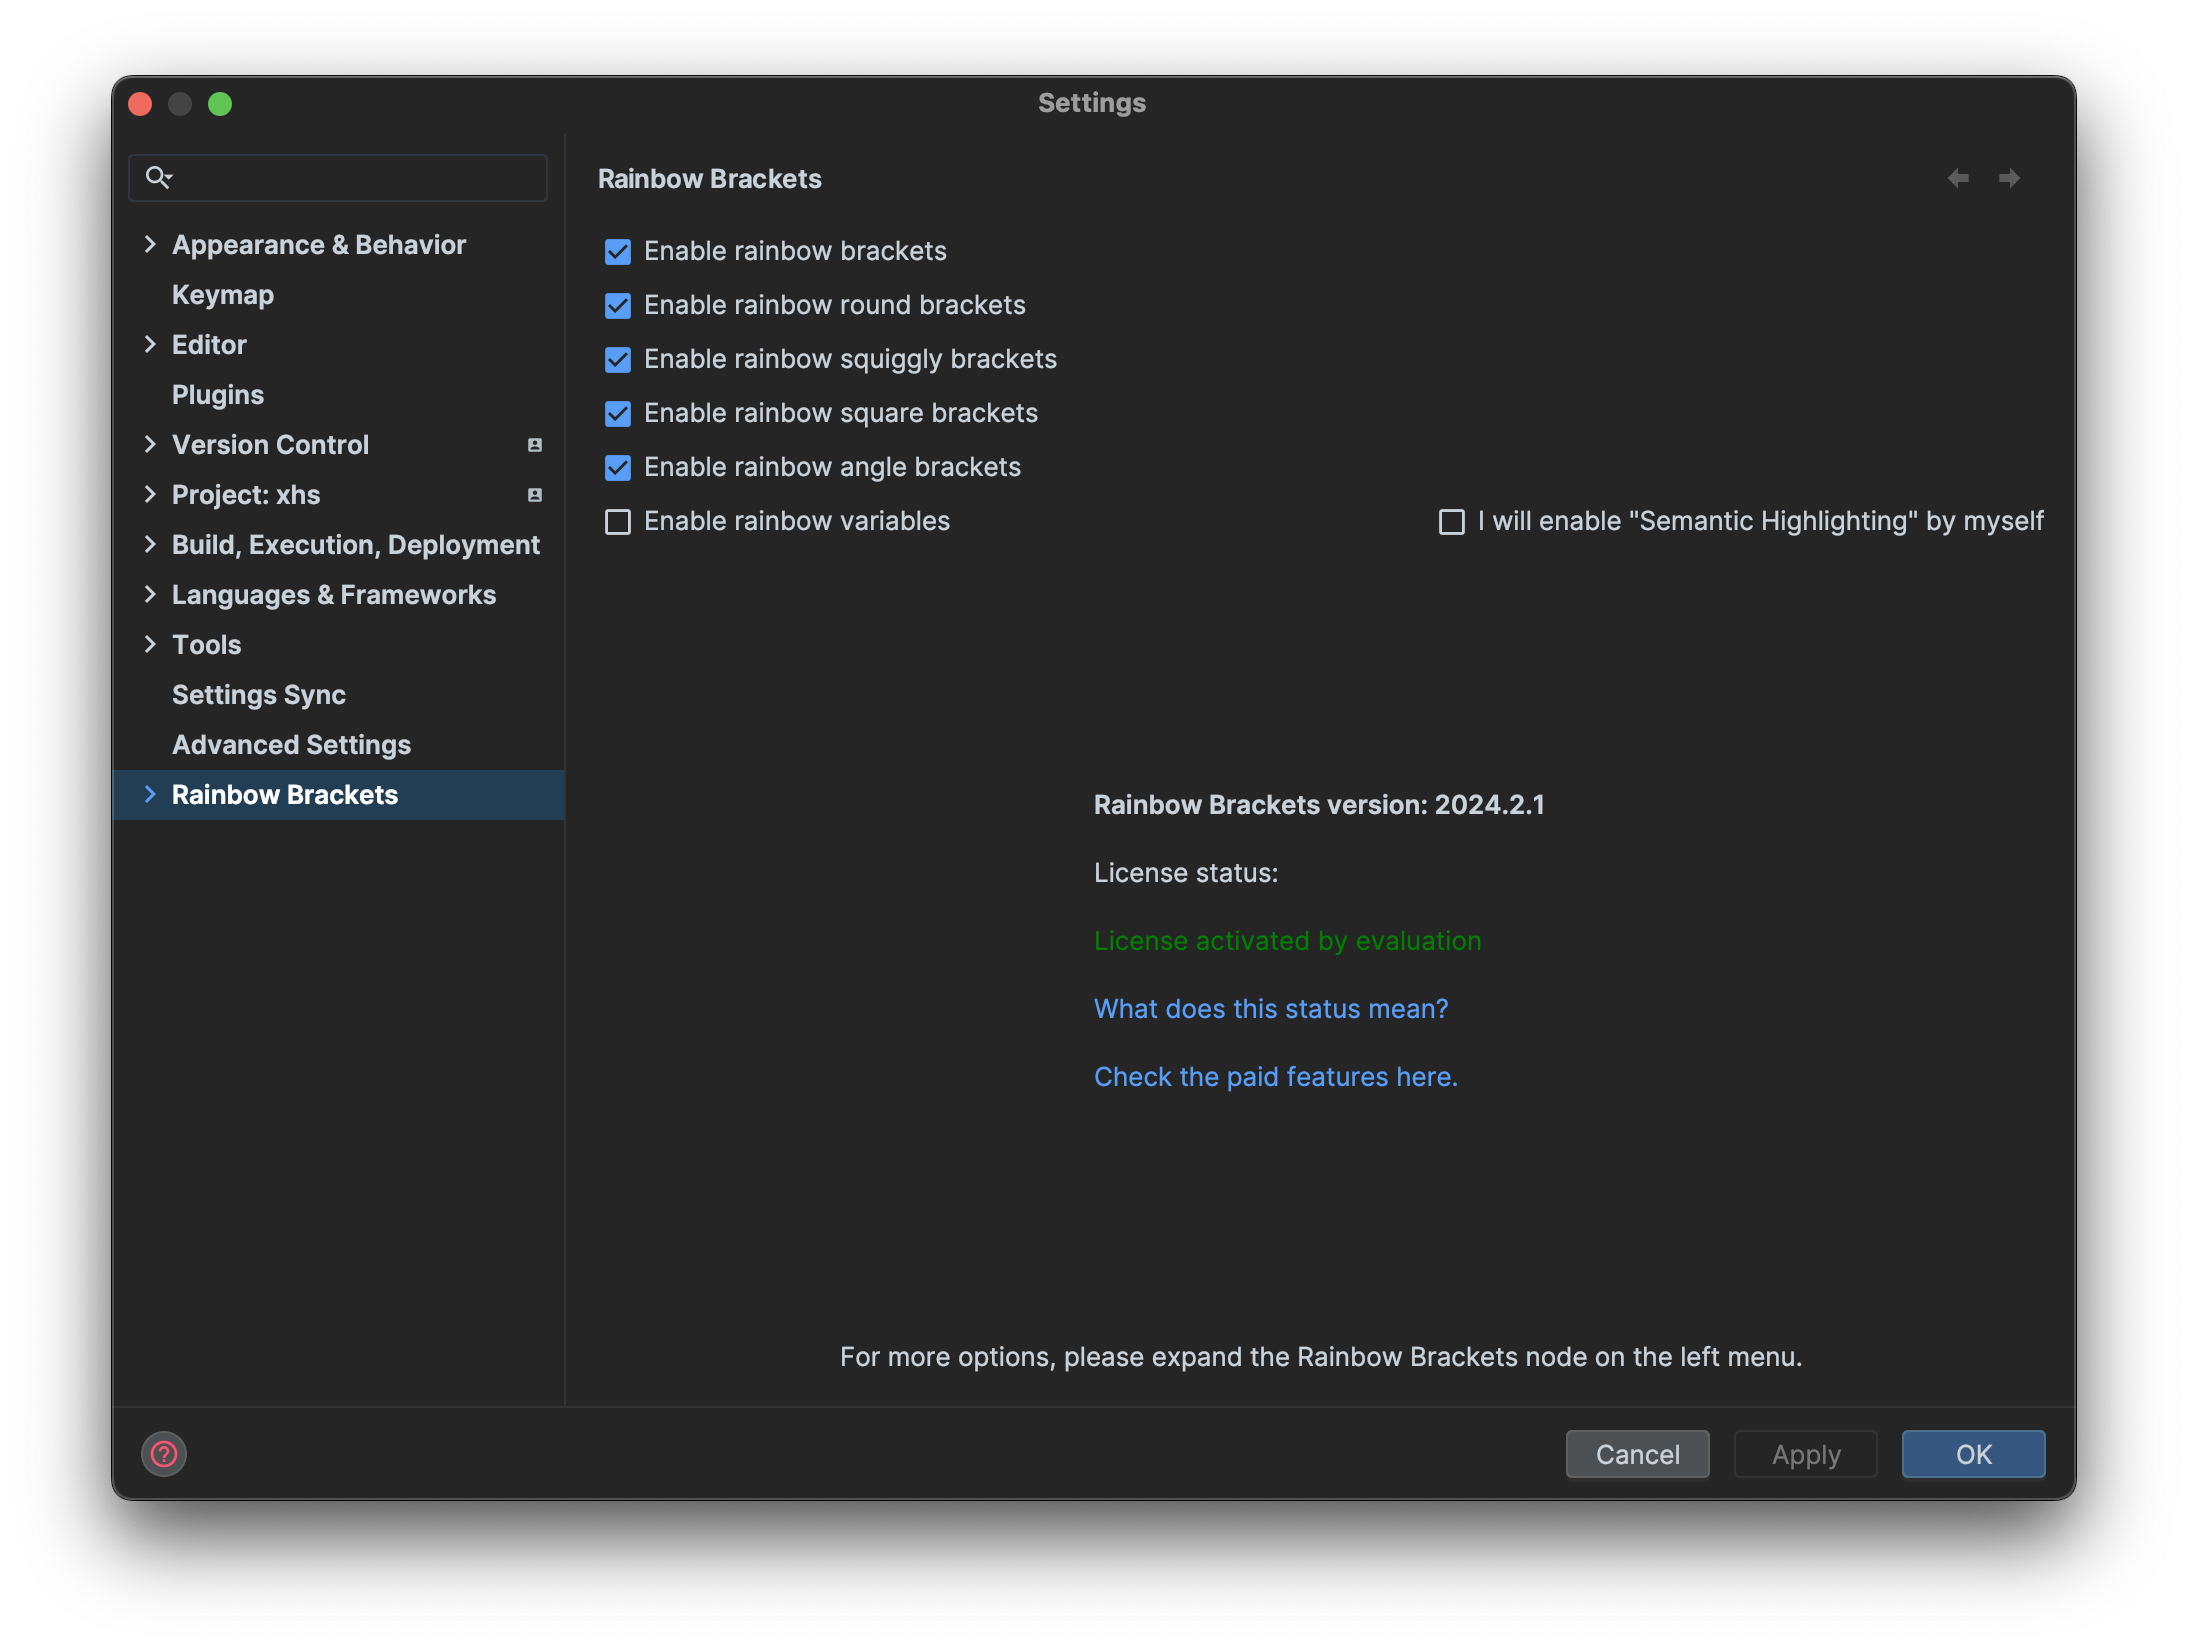 Settings
Appearance & Behavior
Keymap
Editor
Plugins
Version Control
Project: xhs
Build, Execution, Deployment
Languages & Frameworks
Tools
Settings Sync
Advanced Settings
Rainbow Brackets
Rainbow Brackets
Enable rainbow brackets
Enable rainbow round brackets
Enable rainbow squiggly brackets
Enable rainbow square brackets
Enable rainbow angle brackets
Enable rainbow variables
I will enable "Semantic Highlighting" by myself
Rainbow Brackets version: 2024.2.1
License status:
License activated by evaluation
What does this status mean?
Check the paid features here.
For more options, please expand the Rainbow Brackets node on the left menu.
?
Cancel
Apply
OK